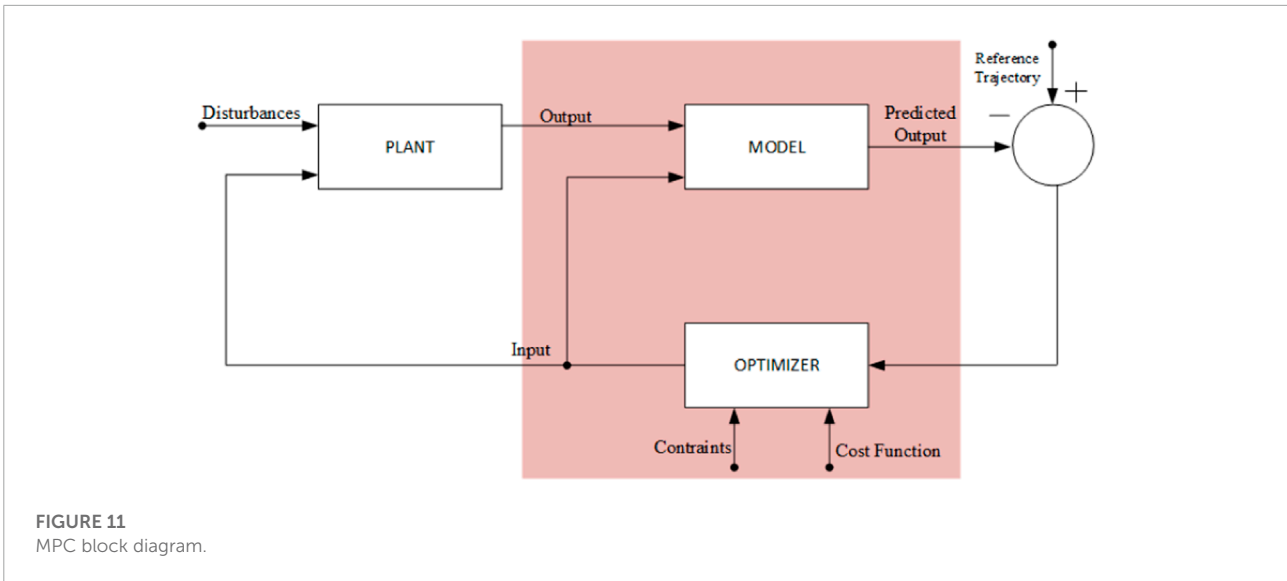 Reference
Trajectory
+
Disturbances
Output
Predicted
Output
−
PLANT
MODEL
Input
OPTIMIZER
Contraints
Cost Function
FIGURE 11
MPC block diagram.